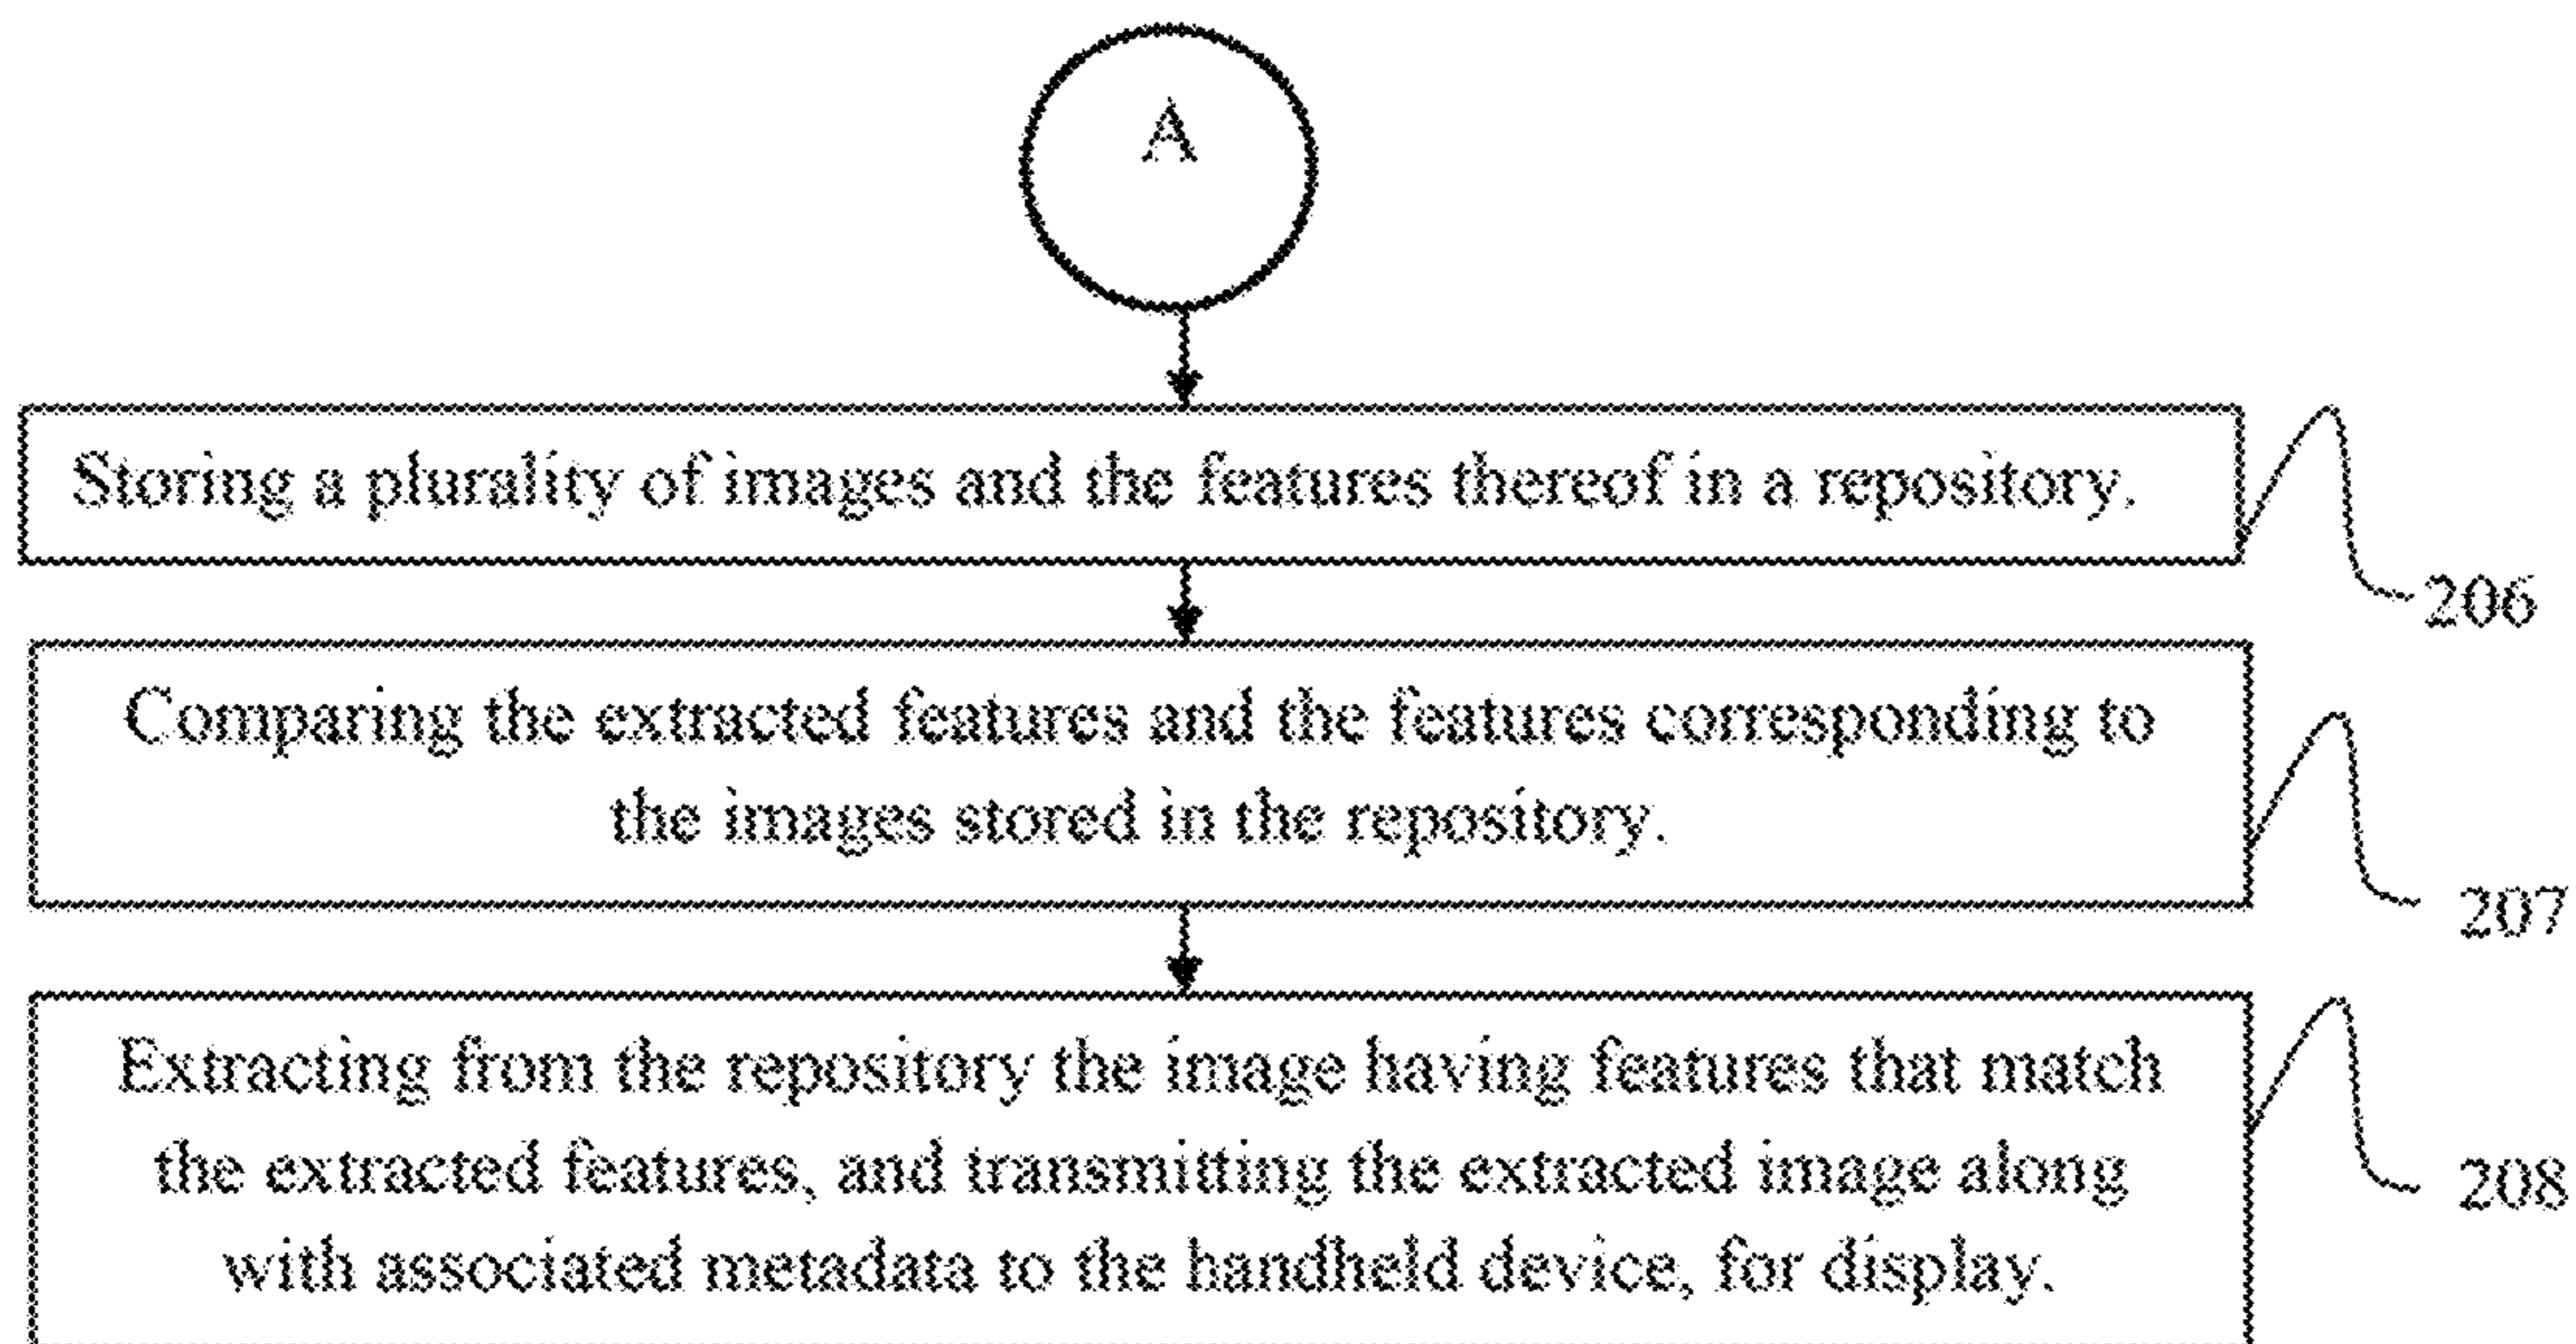 A
Storing a plurality of images and the features thereof in a repository.
206
Comparing the extracted features and the features corresponding to
the images stored in the repository.
207
Extracting from the repository the image having features that match
the extracted features, and transmitting the extracted image along
with associated metadata to the handheld device, for display.
208